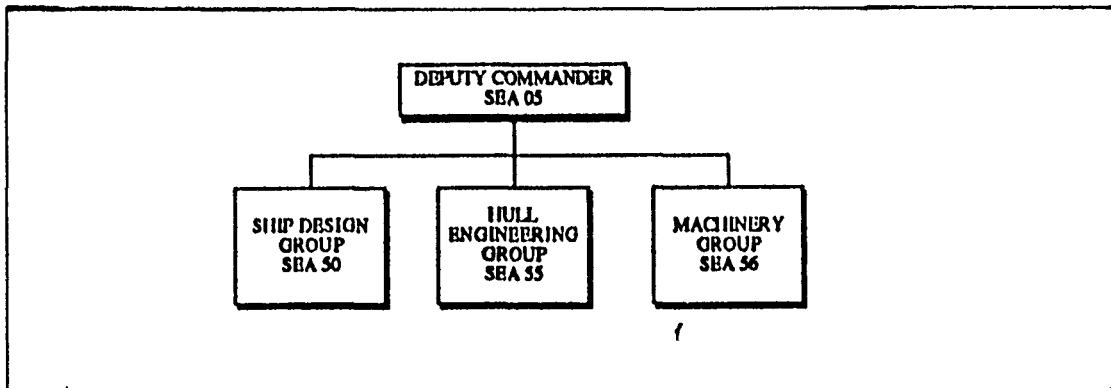 DEPUTY COMMANDER
SEA 05
SHIP DESIGN
GROUP
SEA 50
HULL
ENGINEERING
GROUP
SEA 55
MACHINERY
GROUP
SEA 56